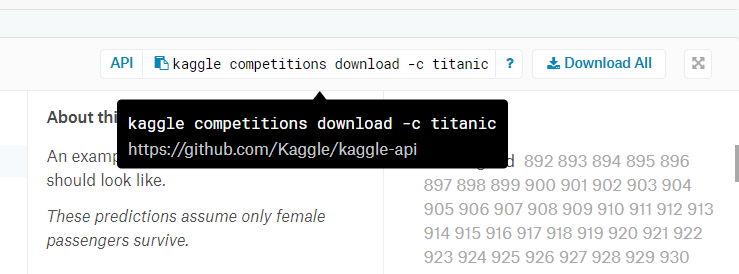 API kaggle competitions download -c titanic ? Download All
About thi
kaggle competitions download -c titanic
https://github.com/Kaggle/kaggle-api
An examp
should look like.
These predictions assume only female
passengers survive.
d 892 893 894 895 896
897 898 899 900 901 902 903 904
905 906 907 908 909 910 911 912 913
914 915 916 917 918 919 920 921 922
923 924 925 926 927 928 929 930